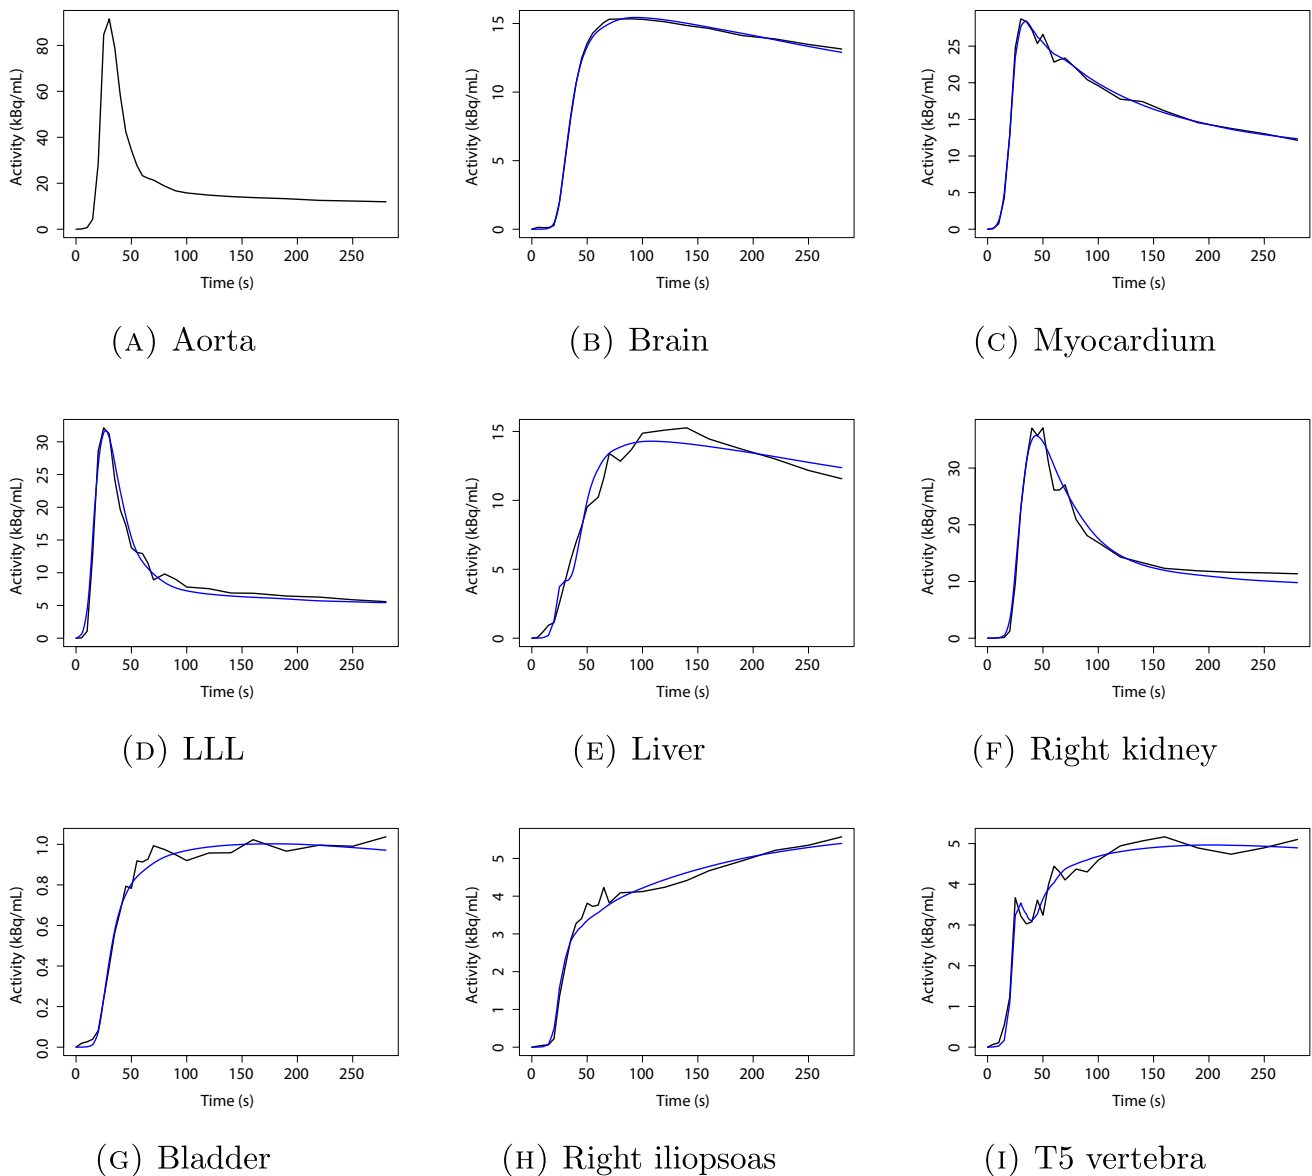 Activity (kBq/mL)
0 20 40 60 80
0 50 100 150 200 250
Time (s)
(A) Aorta
Activity (kBq/mL)
0 5 10 15
0 50 100 150 200 250
Time (s)
(B) Brain
Activity (kBq/mL)
0 5 10 15 20 25
0 50 100 150 200 250
Time (s)
(C) Myocardium
Activity (kBq/mL)
0 5 10 15 20 25 30
0 50 100 150 200 250
Time (s)
(D) LLL
Activity (kBq/mL)
0 5 10 15
0 50 100 150 200 250
Time (s)
(E) Liver
Activity (kBq/mL)
0 10 20 30
0 50 100 150 200 250
Time (s)
(F) Right kidney
Activity (kBq/mL)
0.0 0.2 0.4 0.6 0.8 1.0
0 50 100 150 200 250
Time (s)
(G) Bladder
Activity (kBq/mL)
0 1 2 3 4 5
0 50 100 150 200 250
Time (s)
(H) Right iliopsoas
Activity (kBq/mL)
0 1 2 3 4 5
0 50 100 150 200 250
Time (s)
(I) T5 vertebra